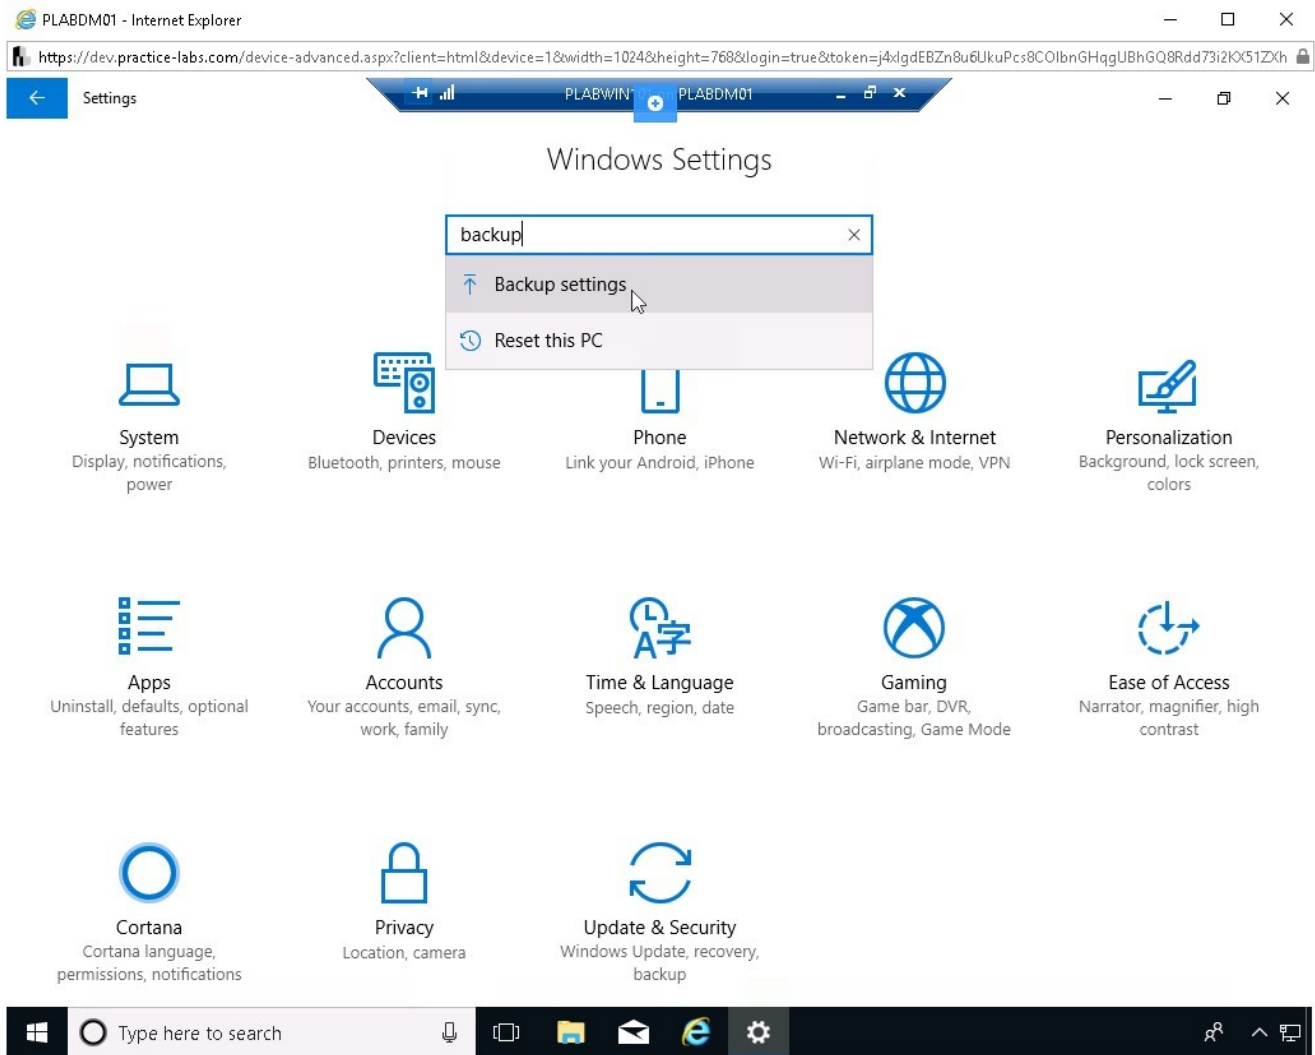 PLABDM01 - Internet Explorer
https://dev.practice-labs.com/device-advanced.aspx?client=html&device=1&width=1024&height=768&login=true&token=j4xIgdEBZn8u6UkuPcs8COIbnGHqgUBhGQ8Rdd73i2KX51ZXh
Settings
PLABDM01
Windows Settings
backup
Backup settings
Reset this PC
System
Display, notifications,
power
Devices
Bluetooth, printers, mouse
Phone
Link your Android, iPhone
Network & Internet
Wi-Fi, airplane mode, VPN
Personalization
Background, lock screen,
colors
Apps
Uninstall, defaults, optional
features
Accounts
Your accounts, email, sync,
work, family
Time & Language
Speech, region, date
Gaming
Game bar, DVR,
broadcasting, Game Mode
Ease of Access
Narrator, magnifier, high
contrast
Cortana
Cortana language,
permissions, notifications
Privacy
Location, camera
Update & Security
Windows Update, recovery,
backup
Type here to search